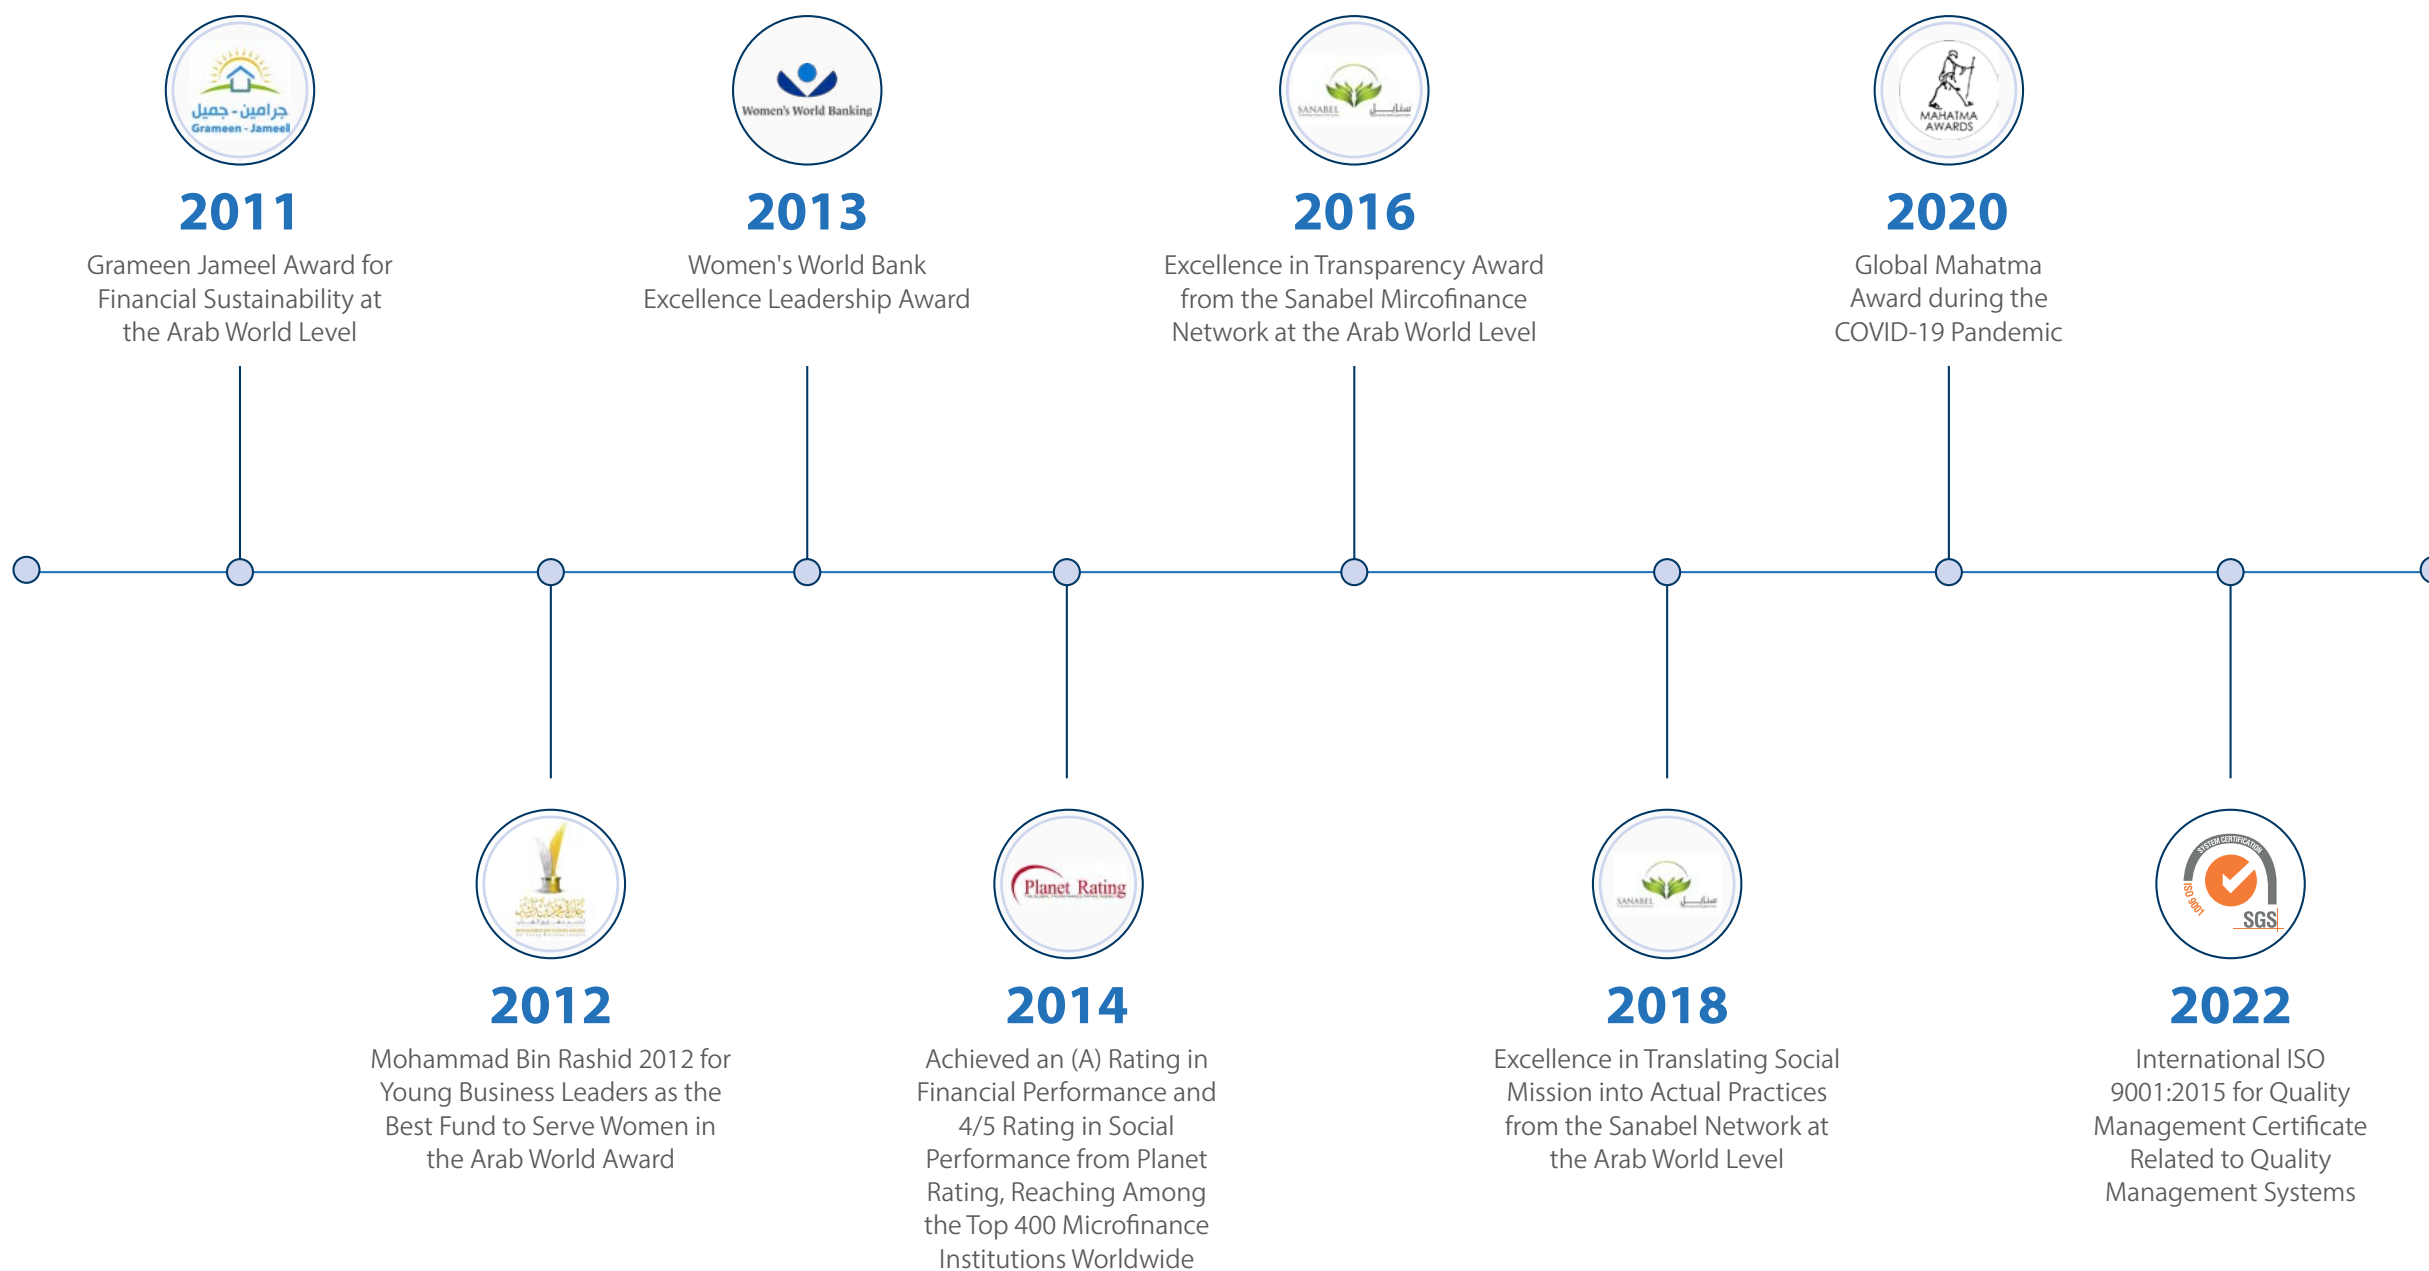 جرامين - جميل
Grameen - Jameel
2011
Grameen Jameel Award for
Financial Sustainability at
the Arab World Level
Women's World Banking
2013
Women's World Bank
Excellence Leadership Award
SANABEL
سنابل
2016
Excellence in Transparency Award
from the Sanabel Mircofinance
Network at the Arab World Level
MAHATMA
AWARDS
2020
Global Mahatma
Award during the
COVID-19 Pandemic
2012
Mohammad Bin Rashid 2012 for
Young Business Leaders as the
Best Fund to Serve Women in
the Arab World Award
Planet Rating
2014
Achieved an (A) Rating in
Financial Performance and
4/5 Rating in Social
Performance from Planet
Rating, Reaching Among
the Top 400 Microfinance
Institutions Worldwide
SANABEL
سنابل
2018
Excellence in Translating Social
Mission into Actual Practices
from the Sanabel Network at
the Arab World Level
SYSTEM CERTIFICATION
ISO 9001
SGS
2022
International ISO
9001:2015 for Quality
Management Certificate
Related to Quality
Management Systems